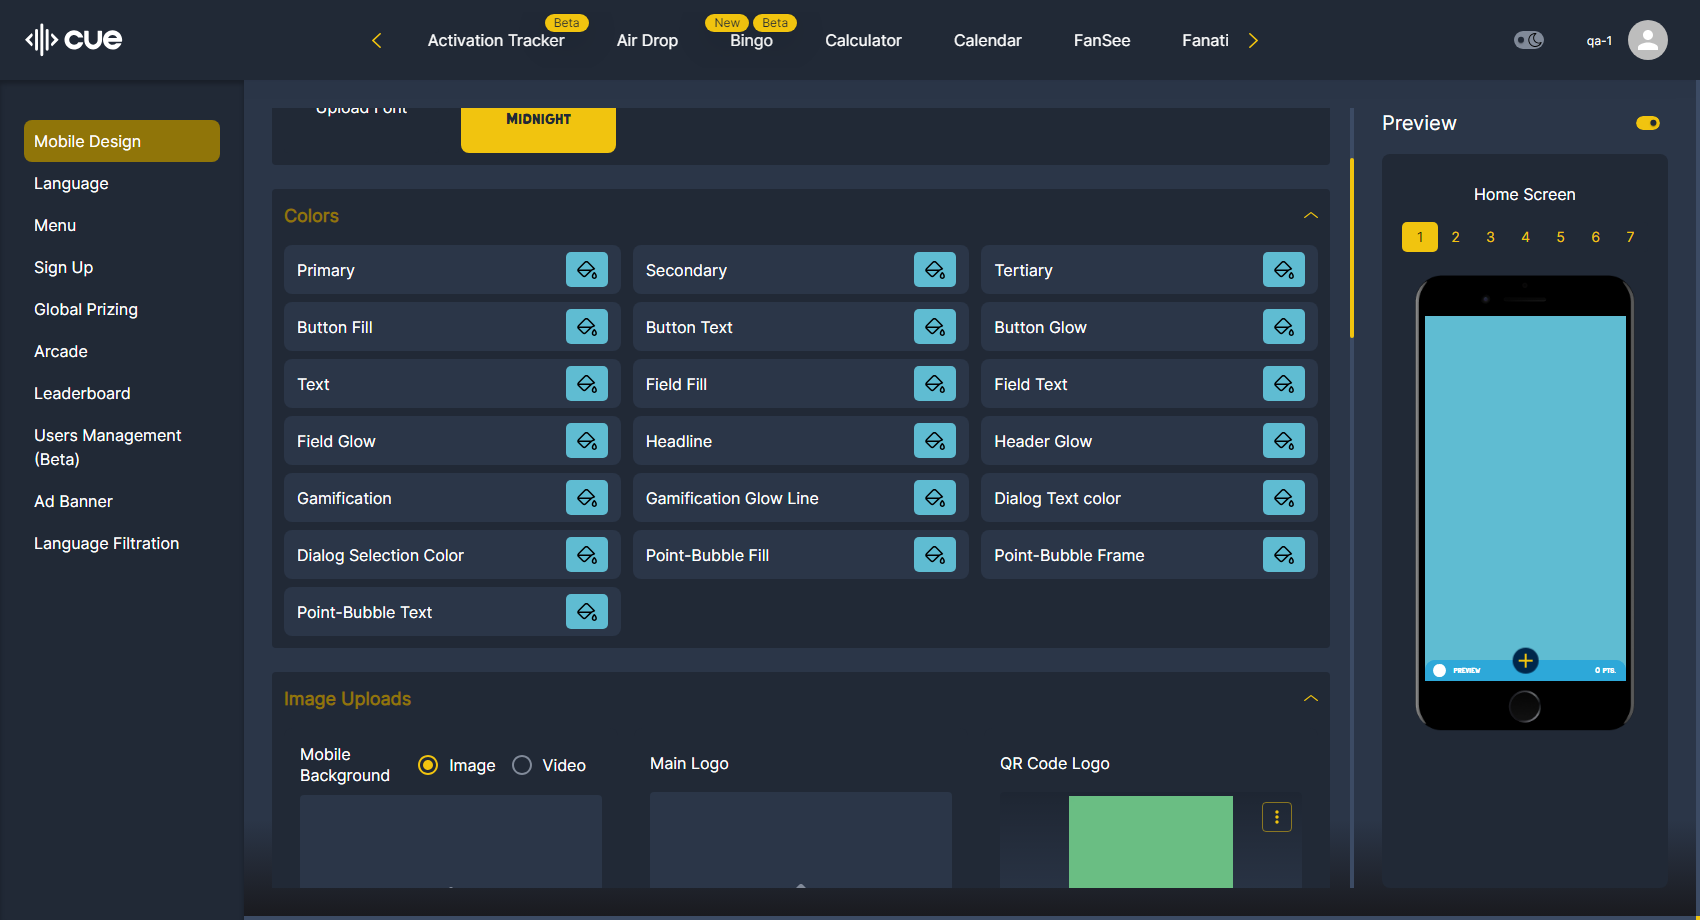 cue
Beta
New
Beta
Activation Tracker
Air Drop
Bingo
Calculator
Calendar
FanSee
Fanati
qa-1
Mobile Design
Language
Menu
Sign Up
Global Prizing
Arcade
Leaderboard
Users Management
(Beta)
Ad Banner
Language Filtration
Upload Font
MIDNIGHT
Colors
Primary
Secondary
Tertiary
Button Fill
Button Text
Button Glow
Text
Field Fill
Field Text
Field Glow
Headline
Header Glow
Gamification
Gamification Glow Line
Dialog Text color
Dialog Selection Color
Point-Bubble Fill
Point-Bubble Frame
Point-Bubble Text
Image Uploads
Mobile
Background
Image
Video
Main Logo
QR Code Logo
Preview
Home Screen
1 2 3 4 5 6 7
PREVIEW
0 PTS.